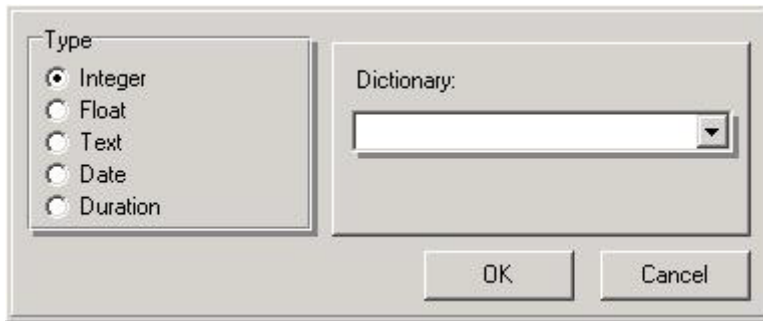 Type
Integer
Float
Text
Date
Duration
Dictionary:
OK
Cancel